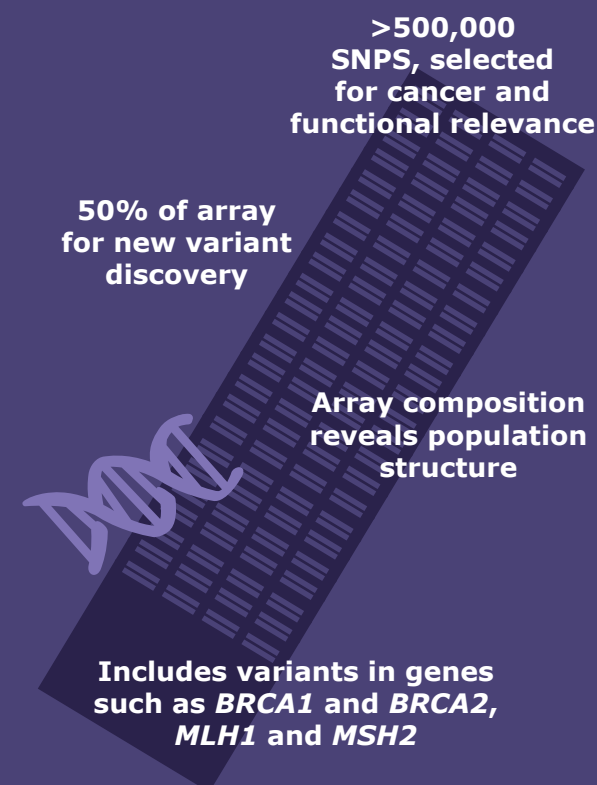 >500,000
SNPS, selected
for cancer and
functional relevance
50% of array
for new variant
discovery
Array composition
reveals population
structure
Includes variants in genes
such as BRCA1 and BRCA2,
MLH1 and MSH2